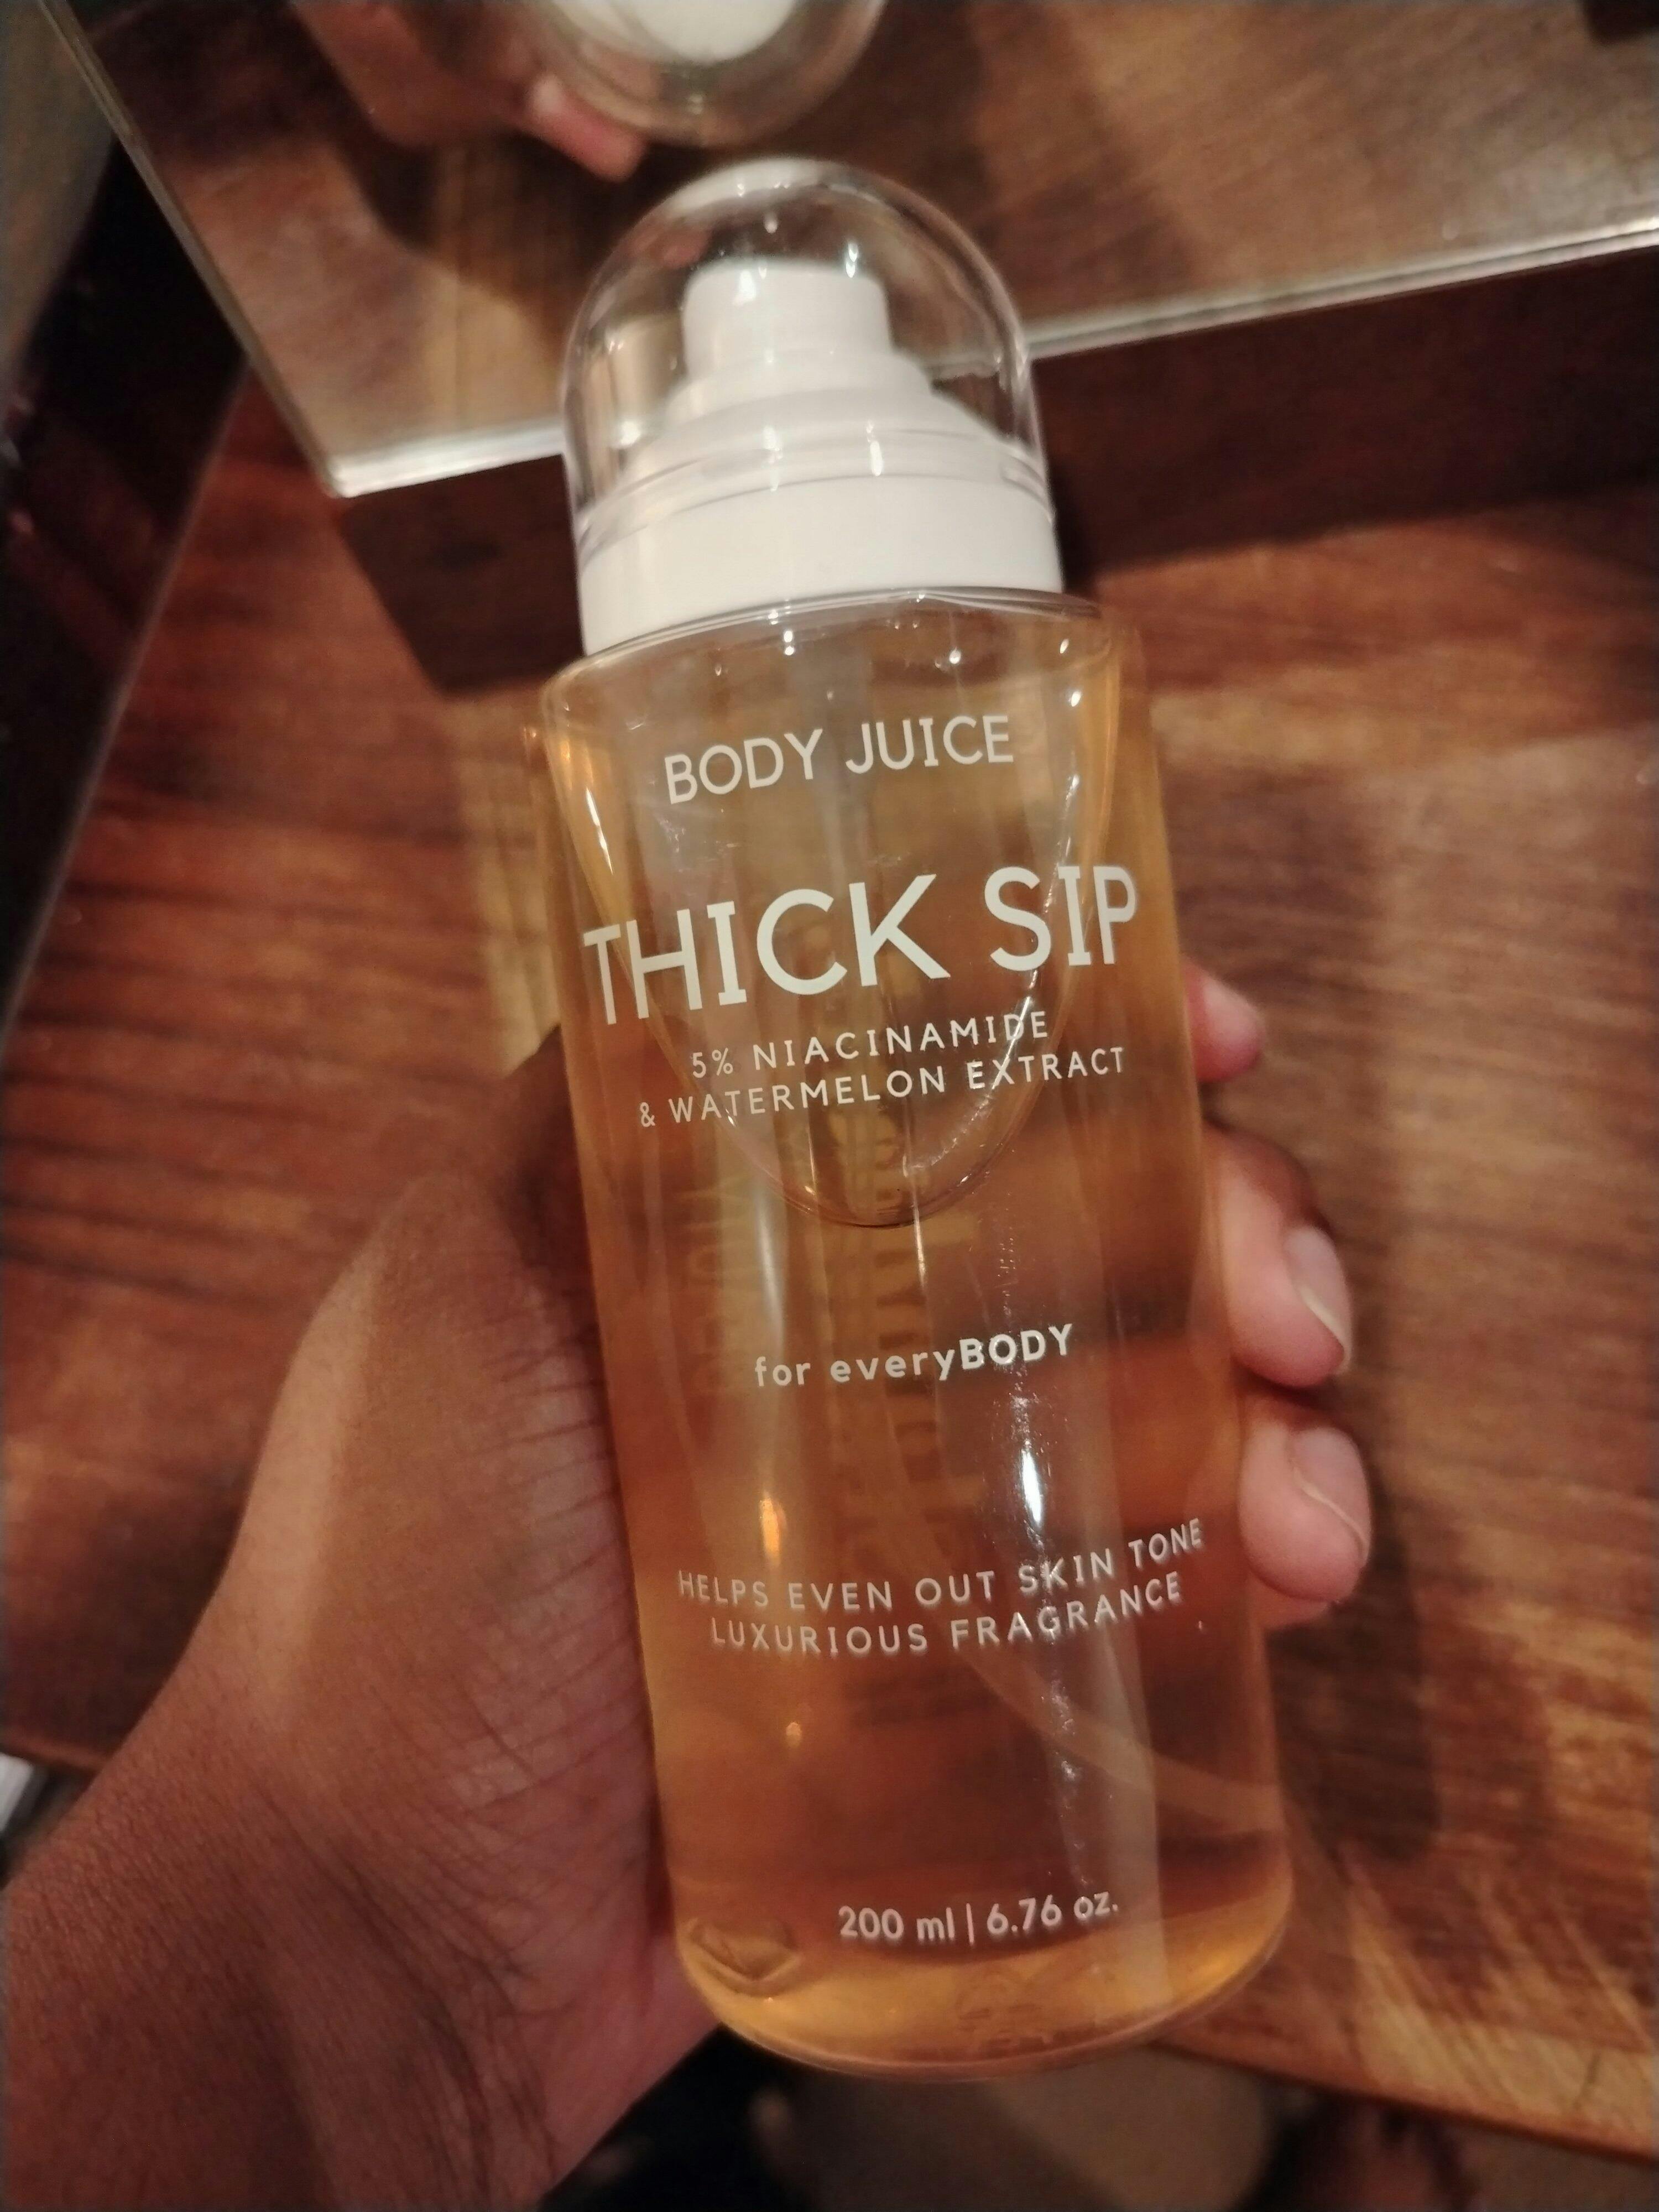 BODY JUICE
THICK SIP
5% NIACINAMIDE
& WATERMELON EXTRACT
for everyBODY
HELPS EVEN OUT SKIN TONE
LUXURIOUS FRAGRANCE
200 ml | 6.76 oz.